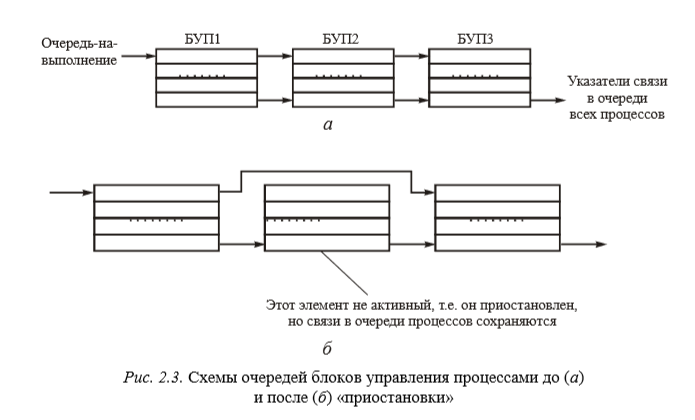 Очередь-на-
выполнение
БУП1
БУП2
БУП3
Указатели связи
в очереди
всех процессов
а
Этот элемент не активный, т.е. он приостановлен,
но связи в очереди процессов сохраняются
б
Рис. 2.3. Схемы очередей блоков управления процессами до (а)
и после (б) «приостановки»